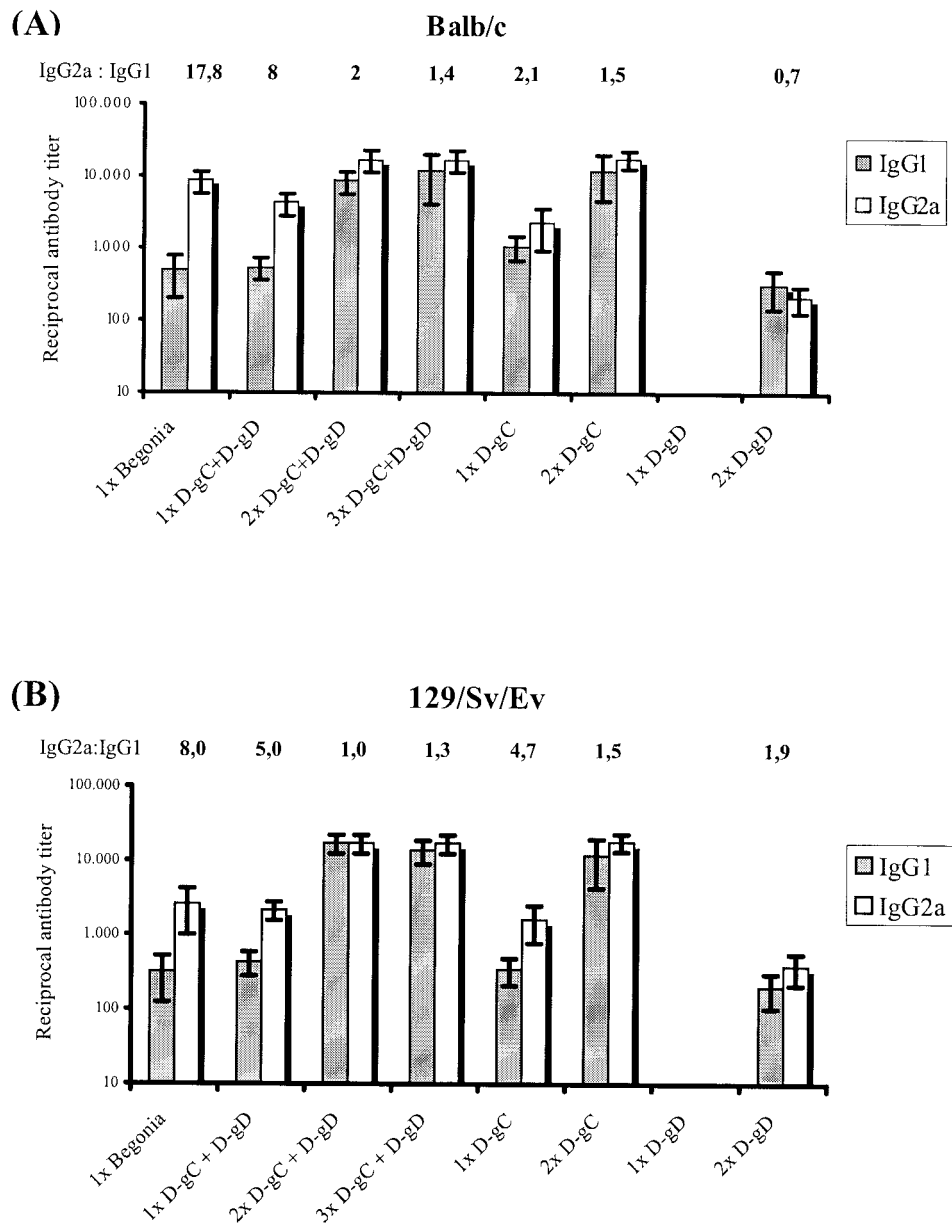 (A)
Balb/c
IgG2a : IgG1 17,8 8 2 1,4 2,1 1,5 0,7
Reciprocal antibody titer
100.000
10.000
1.000
100
10
IgG1
IgG2a
1x Begonia
1x D-gC+D-gD
2x D-gC+D-gD
3x D-gC+D-gD
1x D-gC
2x D-gC
1x D-gD
2x D-gD
(B)
129/Sv/Ev
IgG2a:IgG1 8,0 5,0 1,0 1,3 4,7 1,5 1,9
Reciprocal antibody titer
100.000
10.000
1.000
100
10
IgG1
IgG2a
1x Begonia
1x D-gC + D-gD
2x D-gC + D-gD
3x D-gC + D-gD
1x D-gC
2x D-gC
1x D-gD
2x D-gD